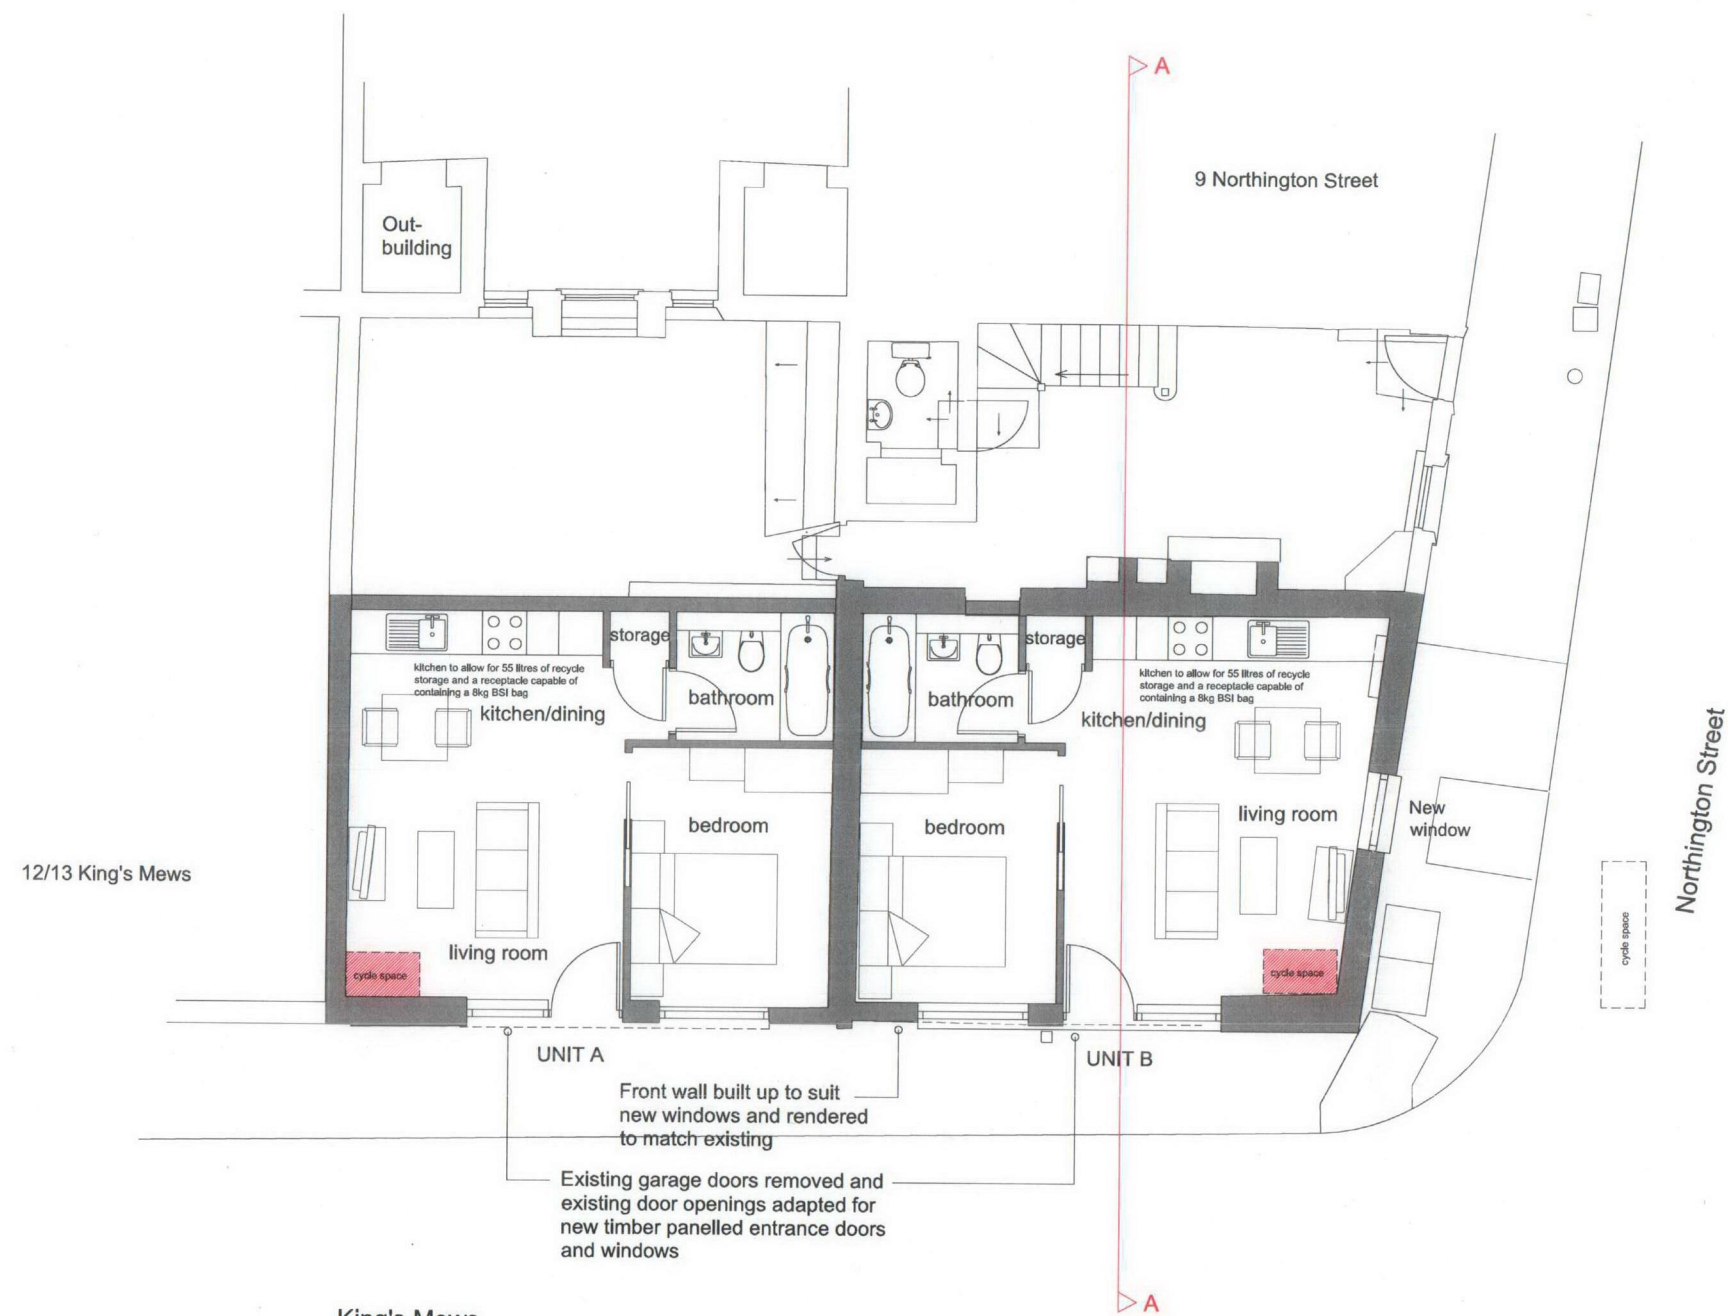 A
9 Northington Street
Out-
building
storage
storage
kitchen to allow for 55 litres of recycle
storage and a receptacle capable of
containing a 8kg BSI bag
kitchen/dining
bathroom
bathroom
kitchen to allow for 55 litres of recycle
storage and a receptacle capable of
containing a 8kg BSI bag
kitchen/dining
bedroom
bedroom
living room
New
window
Northington Street
12/13 King's Mews
living room
cycle space
cycle space
cycle space
UNIT A
UNIT B
Front wall built up to suit
new windows and rendered
to match existing
Existing garage doors removed and
existing door openings adapted for
new timber panelled entrance doors
and windows
A
King's Mews